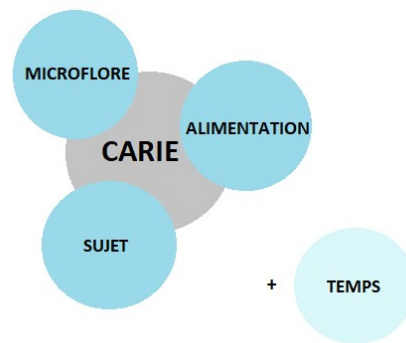 MICROFLORE
ALIMENTATION
CARIE
SUJET
+ TEMPS